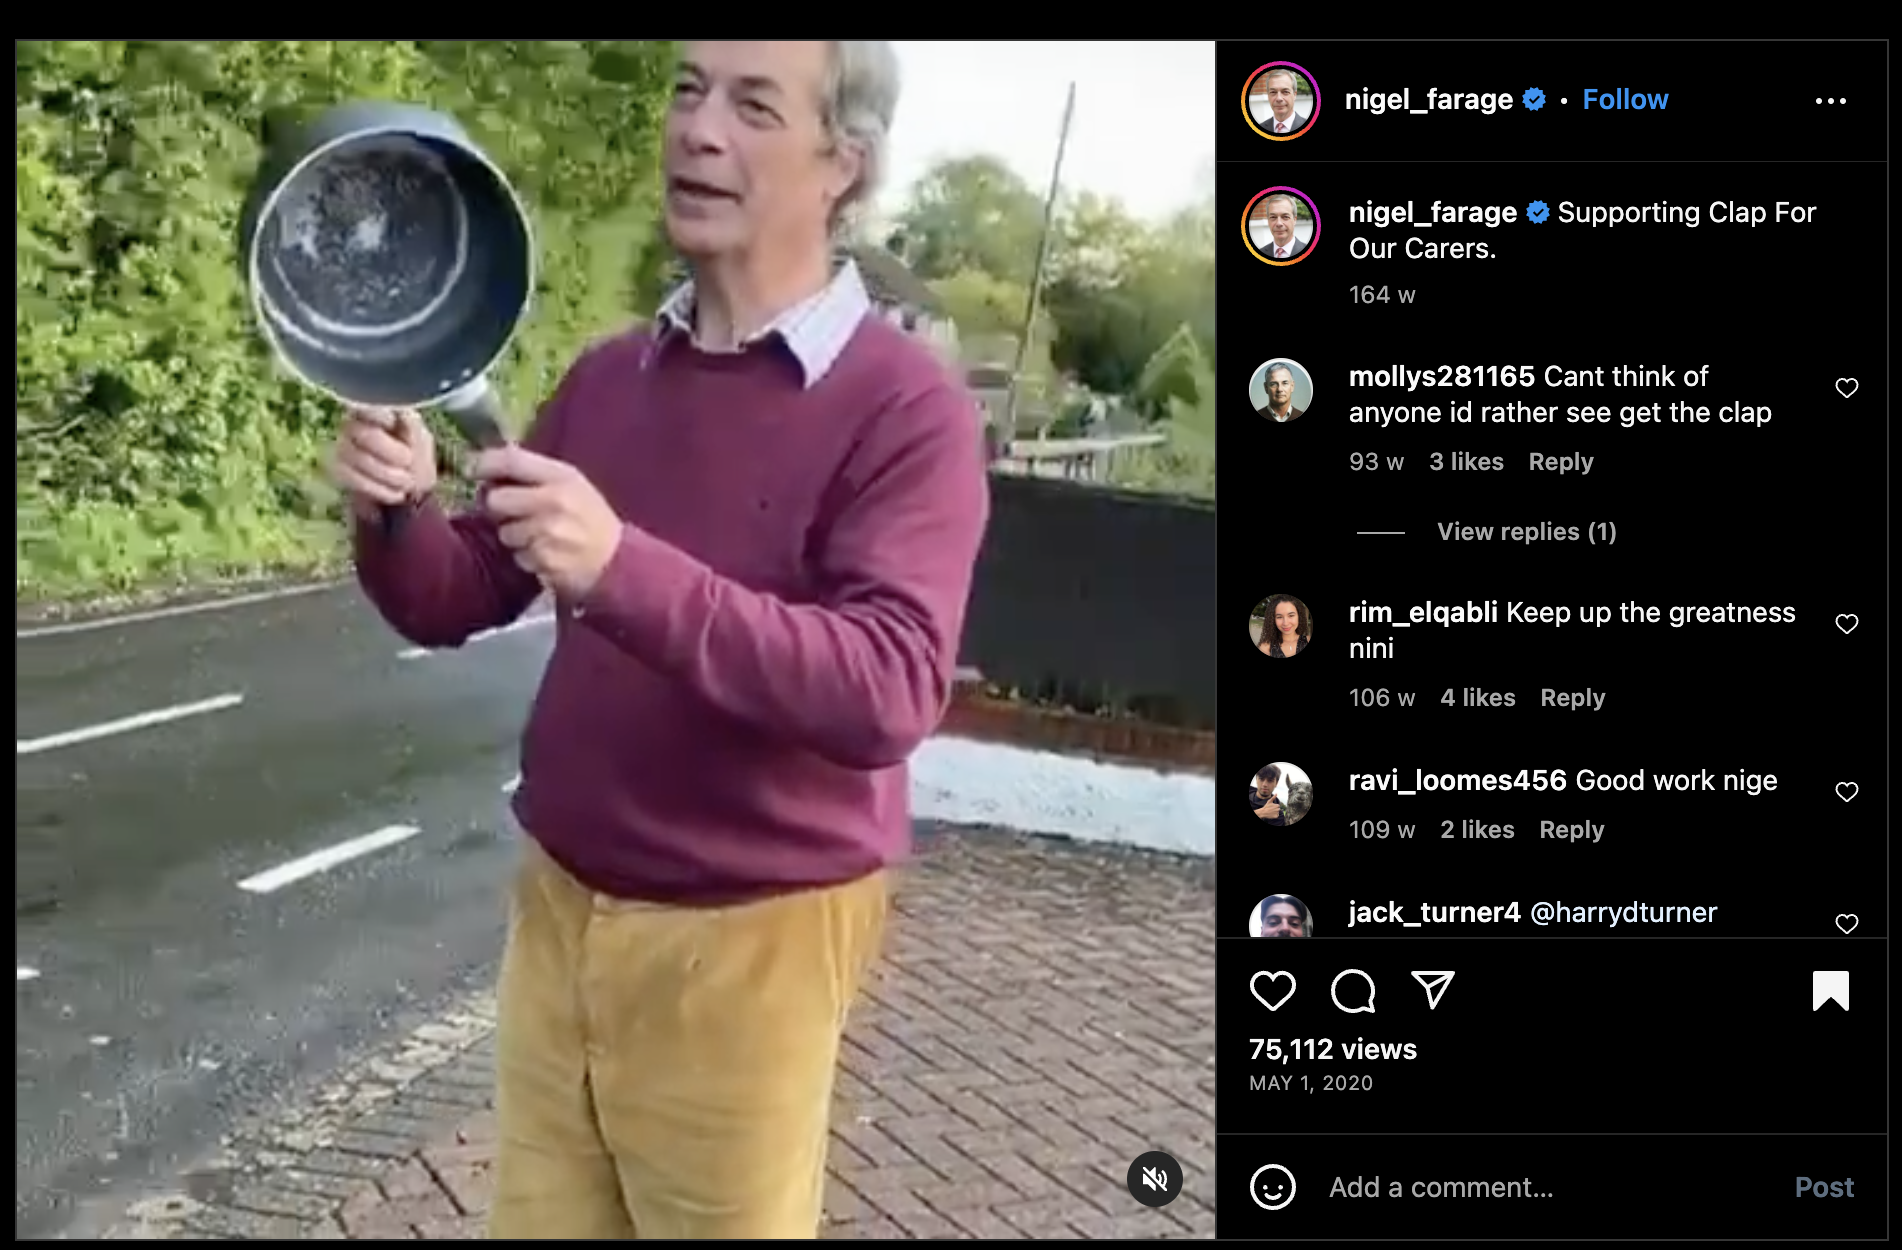 nigel_farage • Follow
nigel_farage Supporting Clap For
Our Carers.
164 w
mollys281165 Cant think of
anyone id rather see get the clap
93 w 3 likes Reply
View replies (1)
rim_elqabli Keep up the greatness
nini
106 w 4 likes Reply
ravi_loomes456 Good work nige
109 w 2 likes Reply
jack_turner4 @harrydturner
75,112 views
MAY 1, 2020
Add a comment...
Post